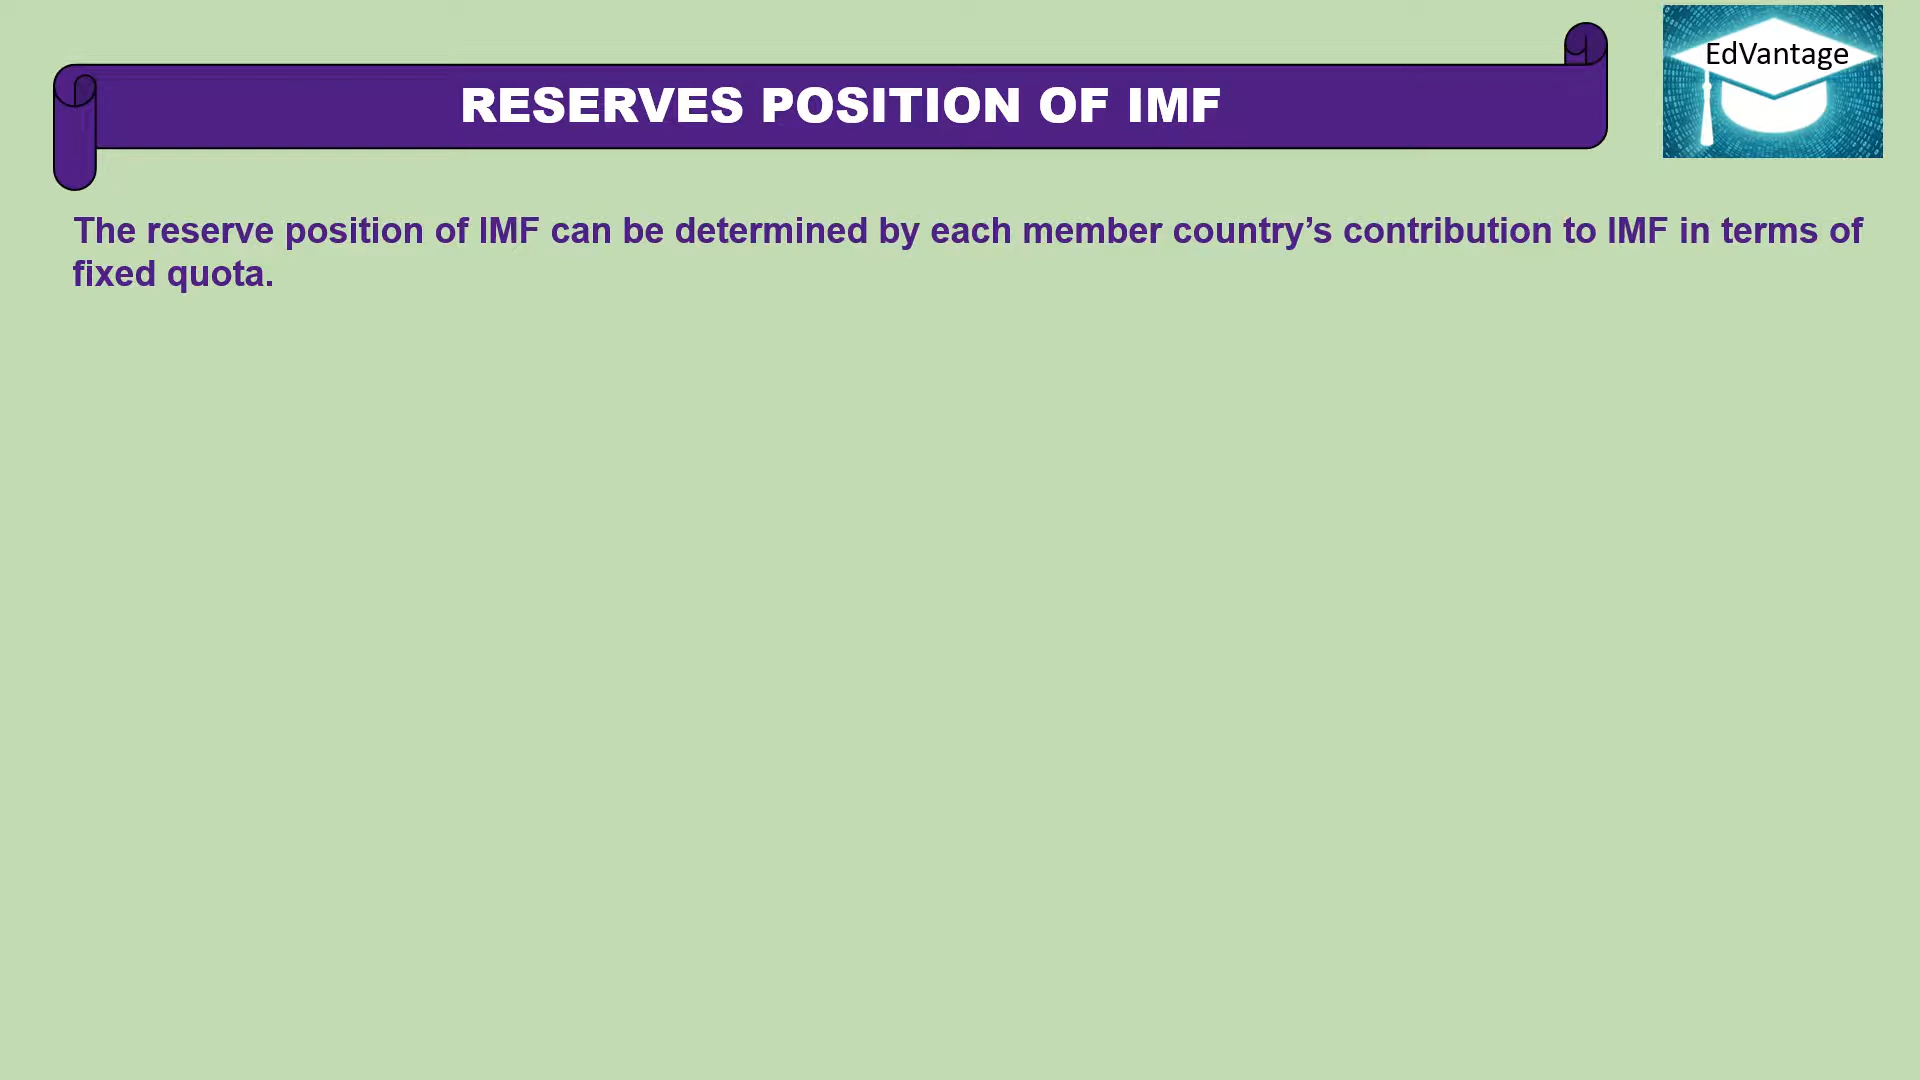 EdVantage
RESERVES POSITION OF IMF
The reserve position of IMF can be determined by each member country’s contribution to IMF in terms of
fixed quota.